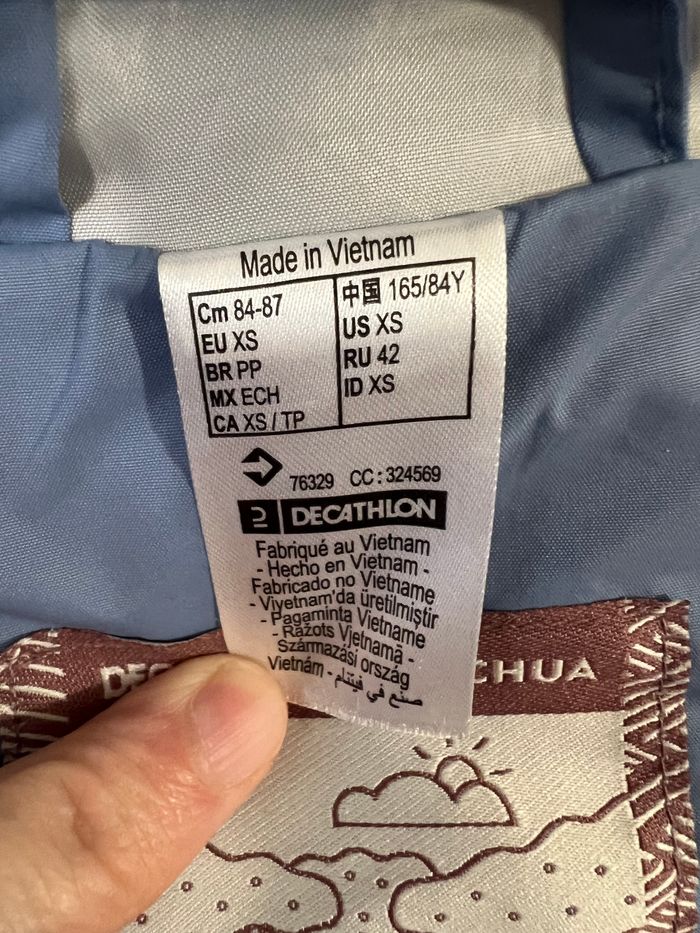 Made in Vietnam
Cm 84-87
EU XS
BR PP
MX ECH
CA XS / TP
中国 165/84Y
US XS
RU 42
ID XS
76329 CC : 324569
DECATHLON
Fabriqué au Vietnam
- Hecho en Vietnam -
Fabricado no Vietname
- Viyetnam'da üretilmiştir
- Pagaminta Vietname
- Ražots Vjetnamā -
Származási ország
Vietnám - صنع في فيتنام
CHUA